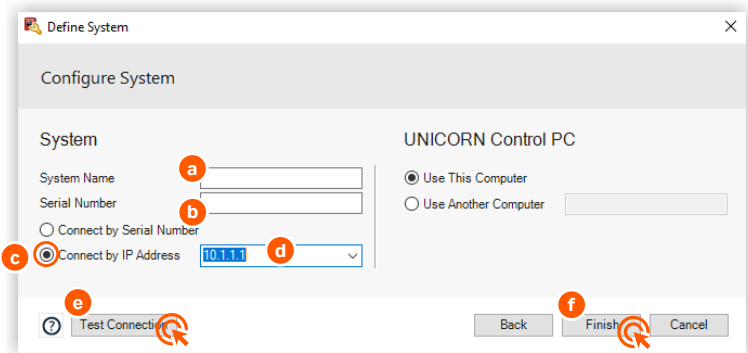 Define System
Configure System
System
UNICORN Control PC
System Name
a
Use This Computer
Serial Number
b
Use Another Computer
Connect by Serial Number
c
Connect by IP Address
10.1.1.1
d
e
f
?
Test Connection
Back
Finish
Cancel